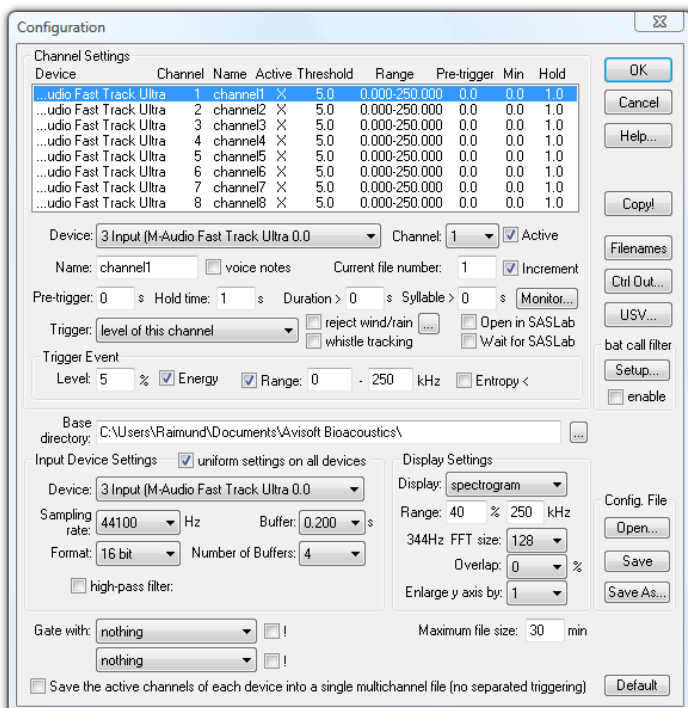 Configuration
Channel Settings
Device Channel Name Active Threshold Range Pre-trigger Min Hold
...udio Fast Track Ultra 1 channel1 X 5.0 0.000-250.000 0.0 0.0 1.0
...udio Fast Track Ultra 2 channel2 X 5.0 0.000-250.000 0.0 0.0 1.0
...udio Fast Track Ultra 3 channel3 X 5.0 0.000-250.000 0.0 0.0 1.0
...udio Fast Track Ultra 4 channel4 X 5.0 0.000-250.000 0.0 0.0 1.0
...udio Fast Track Ultra 5 channel5 X 5.0 0.000-250.000 0.0 0.0 1.0
...udio Fast Track Ultra 6 channel6 X 5.0 0.000-250.000 0.0 0.0 1.0
...udio Fast Track Ultra 7 channel7 X 5.0 0.000-250.000 0.0 0.0 1.0
...udio Fast Track Ultra 8 channel8 X 5.0 0.000-250.000 0.0 0.0 1.0
OK
Cancel
Help...
Copy!
Device: 3 Input (M-Audio Fast Track Ultra 0.0 Channel: 1 Active
Filenames
Name: channel1 voice notes Current file number: 1 Increment
Ctrl Out...
Pre-trigger: 0 s Hold time: 1 s Duration > 0 s Syllable > 0 s Monitor...
USV...
Trigger: level of this channel reject wind/rain ... Open in SASLab
whistle tracking Wait for SASLab
bat call filter
Setup...
enable
Trigger Event
Level: 5 % Energy Range: 0 - 250 kHz Entropy <
Base directory: C:\Users\Raimund\Documents\Avisoft Bioacoustics\ ...
Input Device Settings uniform settings on all devices
Device: 3 Input (M-Audio Fast Track Ultra 0.0
Sampling rate: 44100 Hz Buffer: 0.200 s
Format: 16 bit Number of Buffers: 4
high-pass filter:
Display Settings
Display: spectrogram
Range: 40 % 250 kHz
344Hz FFT size: 128
Overlap: 0 %
Enlarge y axis by: 1
Config. File
Open...
Save
Save As...
Gate with: nothing !
nothing !
Maximum file size: 30 min
Save the active channels of each device into a single multichannel file (no separated triggering)
Default